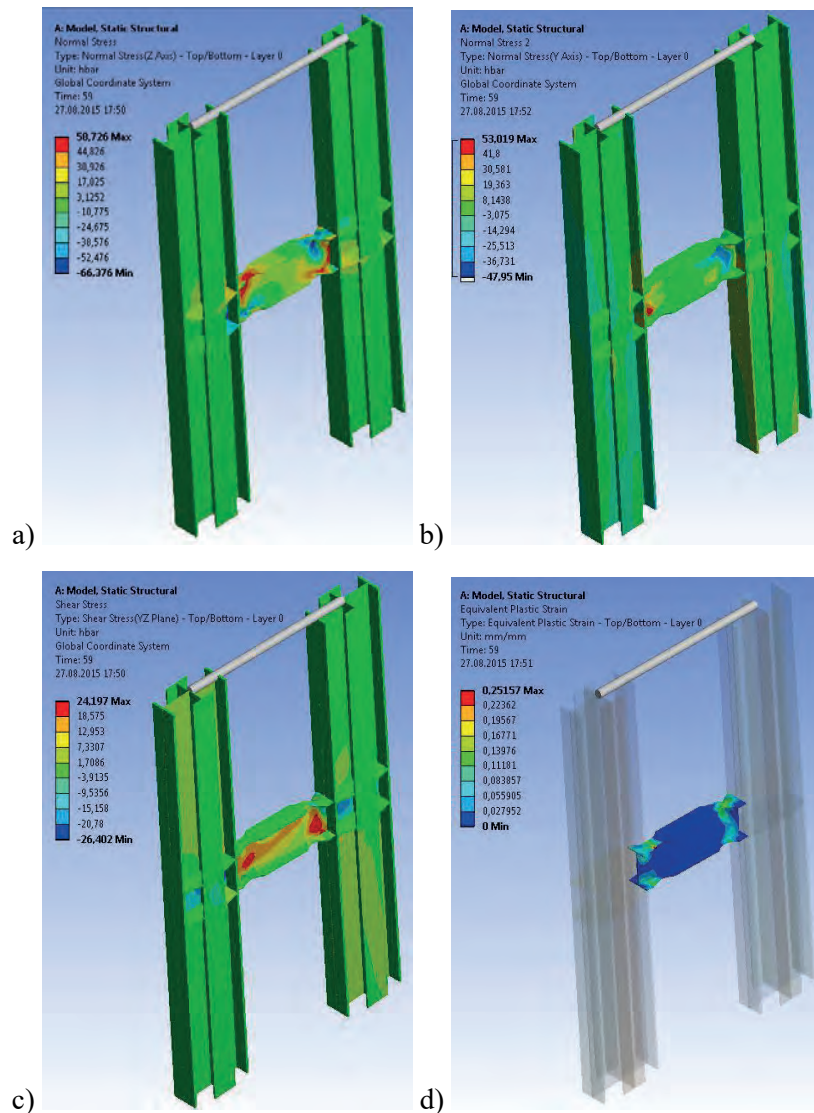 A: Model, Static Structural
Normal Stress
Type: Normal Stress(Z Axis) - Top/Bottom - Layer 0
Unit: hbar
Global Coordinate System
Time: 59
27.08.2015 17:50
50,726 Max
44,826
30,926
17,025
3,1252
-10,775
-24,675
-38,576
-52,476
-66,376 Min
a)
A: Model, Static Structural
Normal Stress 2
Type: Normal Stress(Y Axis) - Top/Bottom - Layer 0
Unit: hbar
Global Coordinate System
Time: 59
27.08.2015 17:52
53,019 Max
41,8
30,581
19,363
8,1438
-3,075
-14,294
-25,513
-36,731
-47,95 Min
b)
A: Model, Static Structural
Shear Stress
Type: Shear Stress(YZ Plane) - Top/Bottom - Layer 0
Unit: hbar
Global Coordinate System
Time: 59
27.08.2015 17:50
24,197 Max
18,575
12,953
7,3307
1,7086
-3,9135
-9,5356
-15,158
-20,78
-26,402 Min
c)
A: Model, Static Structural
Equivalent Plastic Strain
Type: Equivalent Plastic Strain - Top/Bottom - Layer 0
Unit: mm/mm
Time: 59
27.08.2015 17:51
0,25157 Max
0,22362
0,19567
0,16771
0,13976
0,11181
0,083857
0,055905
0,027952
0 Min
d)